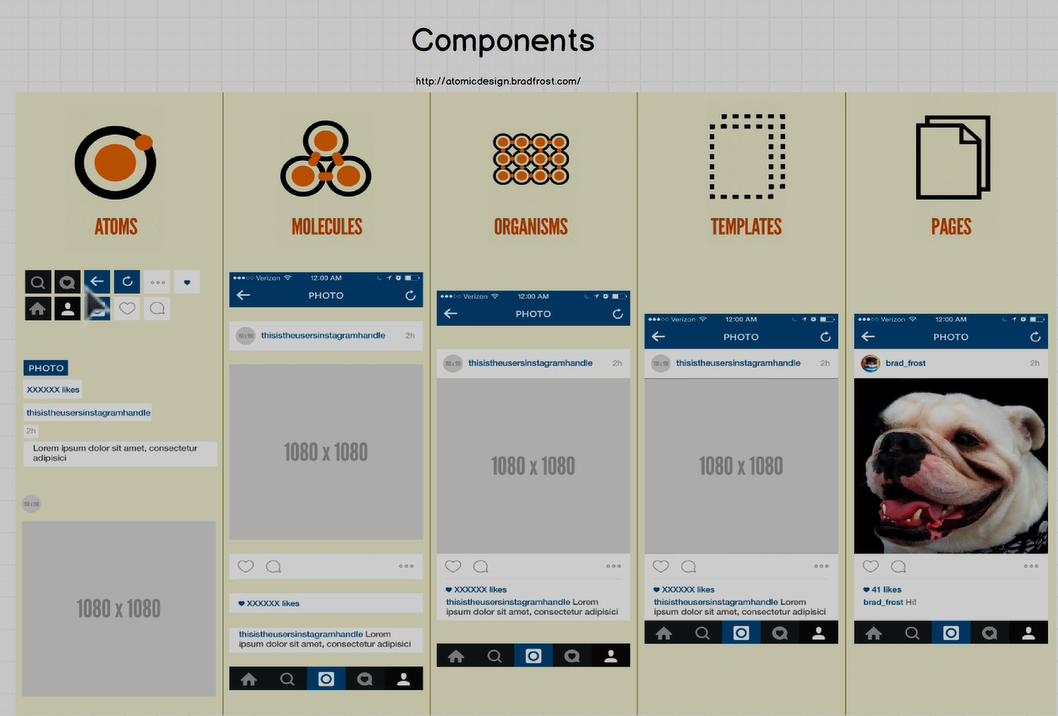 Components
http://atomicdesign.bradfrost.com/
ATOMS
PHOTO
XXXXXX likes
thisistheusersinstagramhandle
2h
Lorem ipsum dolor sit amet, consectetur
adipisici
1080 x 1080
MOLECULES
Verizon 12:00 AM
PHOTO
thisistheusersinstagramhandle 2h
1080 x 1080
XXXXXX likes
thisistheusersinstagramhandle Lorem
ipsum dolor sit amet, consectetur adipisici
ORGANISMS
Verizon 12:00 AM
PHOTO
thisistheusersinstagramhandle 2h
1080 x 1080
XXXXXX likes
thisistheusersinstagramhandle Lorem
ipsum dolor sit amet, consectetur adipisici
TEMPLATES
Verizon 12:00 AM
PHOTO
thisistheusersinstagramhandle 2h
1080 x 1080
XXXXXX likes
thisistheusersinstagramhandle Lorem
ipsum dolor sit amet, consectetur adipisici
PAGES
Verizon 12:00 AM
PHOTO
brad_frost 2h
41 likes
brad_frost Hi!